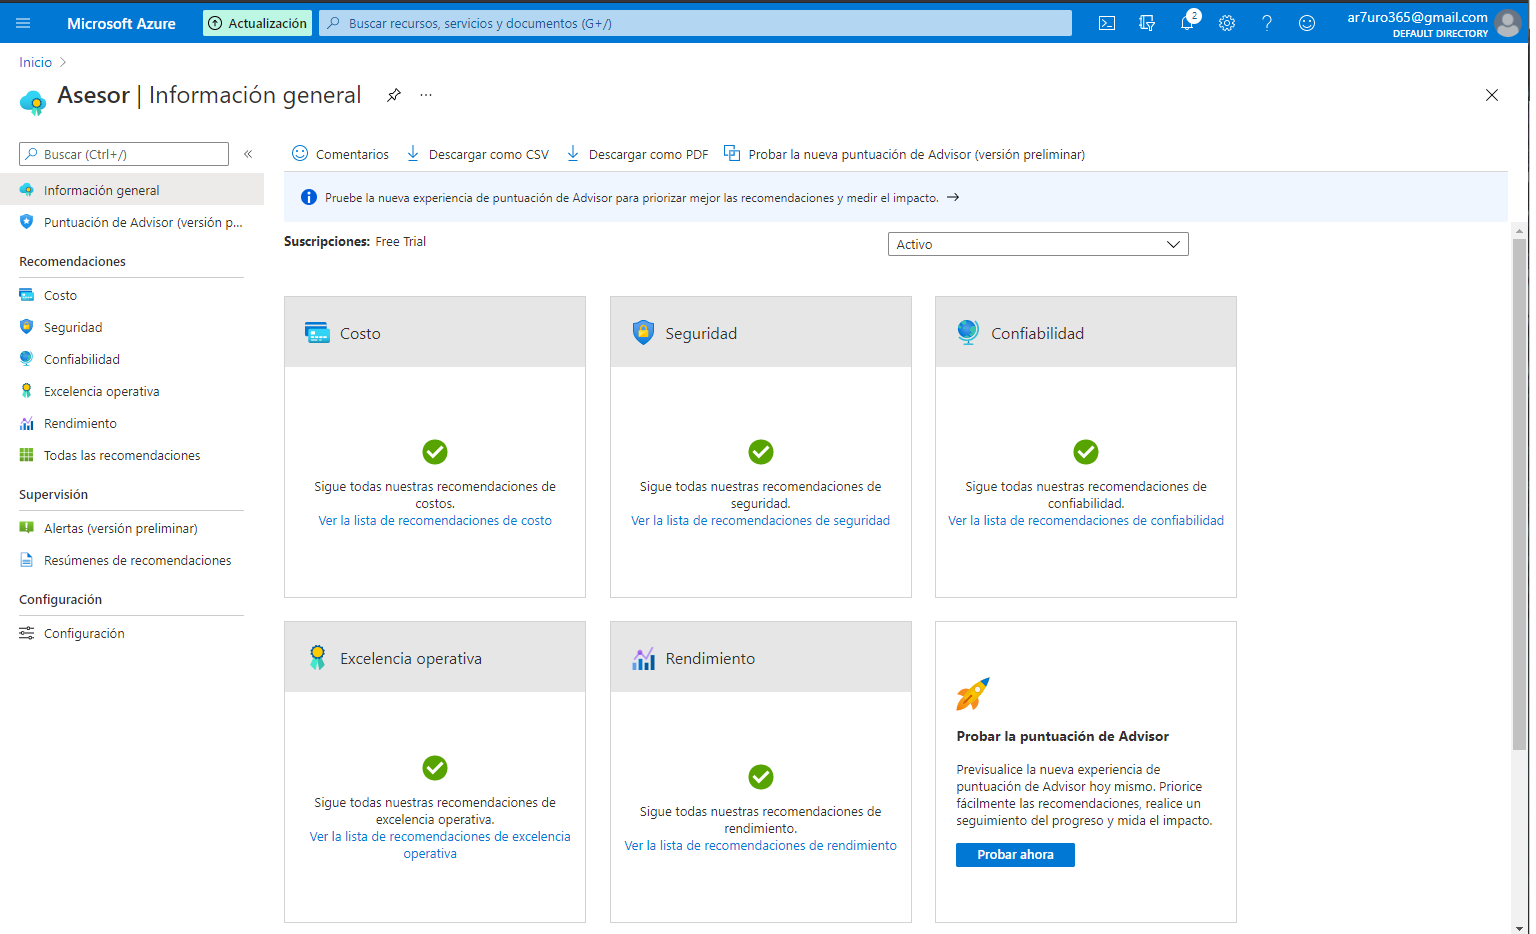 Microsoft Azure
Actualización
Buscar recursos, servicios y documentos (G+/)
2
ar7uro365@gmail.com
DEFAULT DIRECTORY
Inicio
Asesor | Información general
Buscar (Ctrl+/)
Información general
Puntuación de Advisor (versión p...
Recomendaciones
Costo
Seguridad
Confiabilidad
Excelencia operativa
Rendimiento
Todas las recomendaciones
Supervisión
Alertas (versión preliminar)
Resúmenes de recomendaciones
Configuración
Configuración
Comentarios
Descargar como CSV
Descargar como PDF
Probar la nueva puntuación de Advisor (versión preliminar)
Pruebe la nueva experiencia de puntuación de Advisor para priorizar mejor las recomendaciones y medir el impacto. →
Suscripciones: Free Trial
Activo
Costo
Sigue todas nuestras recomendaciones de
costos.
Ver la lista de recomendaciones de costo
Seguridad
Sigue todas nuestras recomendaciones de
seguridad.
Ver la lista de recomendaciones de seguridad
Confiabilidad
Sigue todas nuestras recomendaciones de
confiabilidad.
Ver la lista de recomendaciones de confiabilidad
Excelencia operativa
Sigue todas nuestras recomendaciones de
excelencia operativa.
Ver la lista de recomendaciones de excelencia
operativa
Rendimiento
Sigue todas nuestras recomendaciones de
rendimiento.
Ver la lista de recomendaciones de rendimiento
Probar la puntuación de Advisor
Previsualice la nueva experiencia de
puntuación de Advisor hoy mismo. Priorice
fácilmente las recomendaciones, realice un
seguimiento del progreso y mida el impacto.
Probar ahora